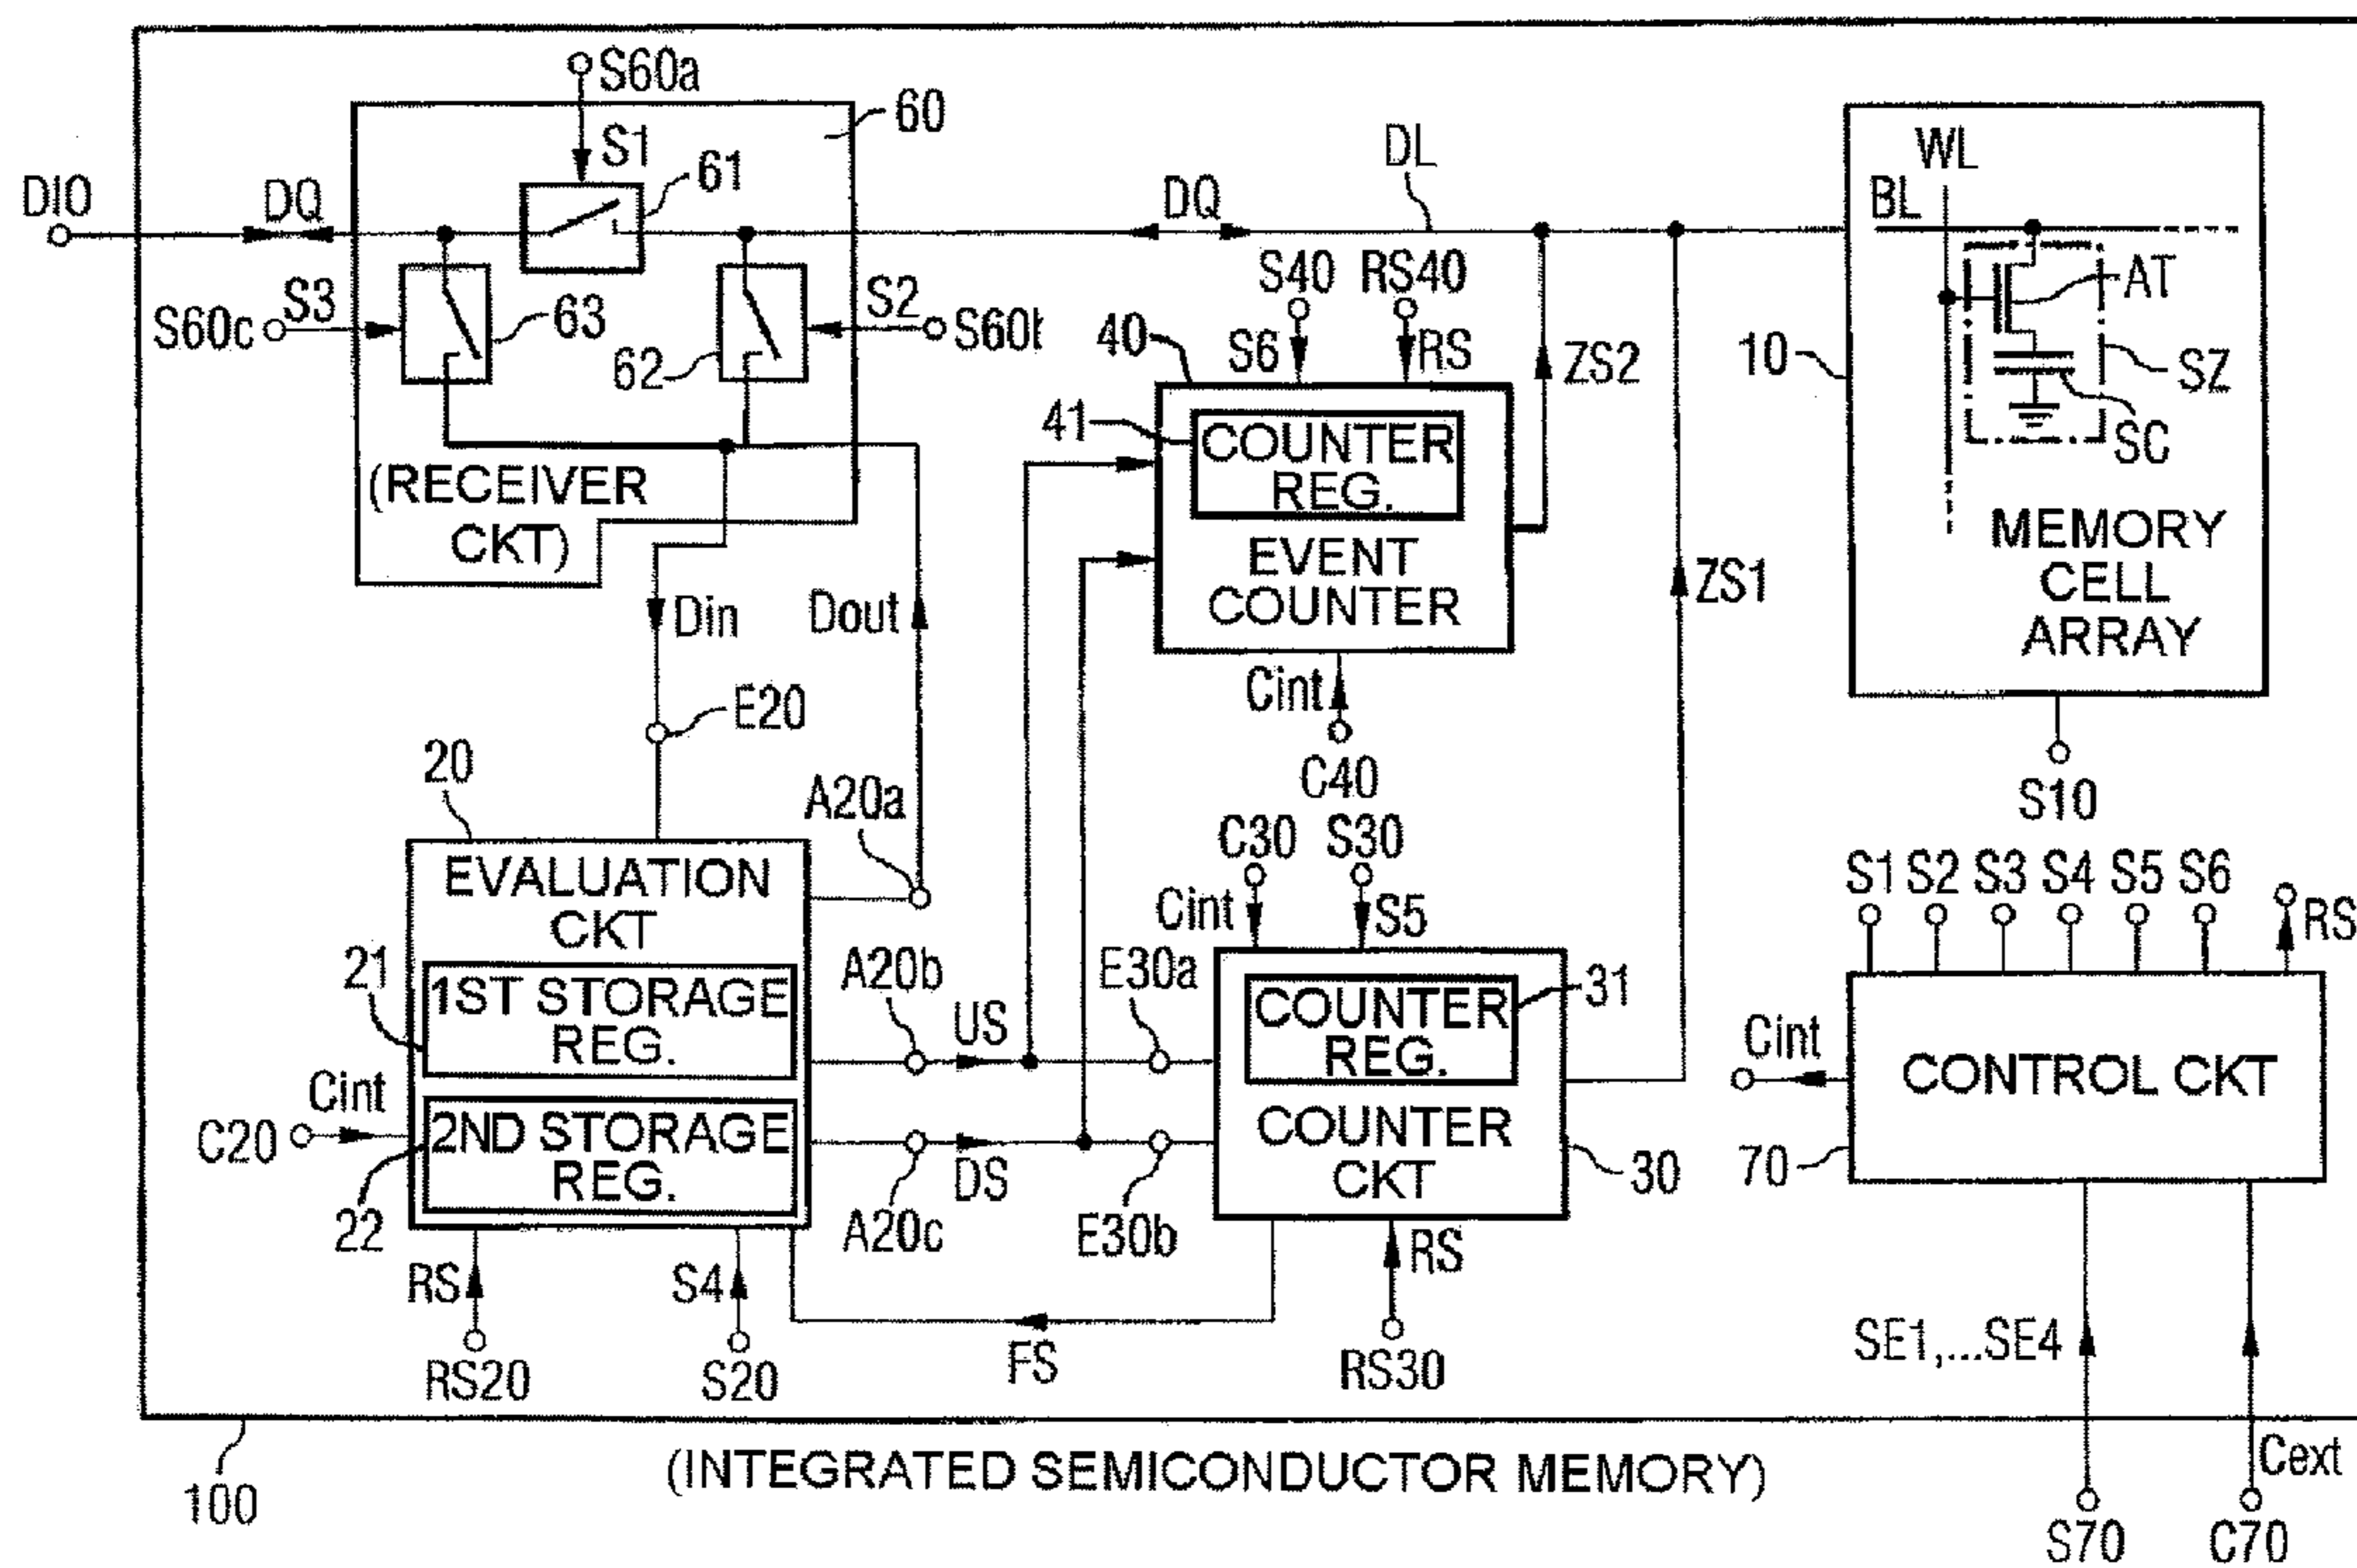 S60a
60
S1
61
DIO
DQ
DQ
DL
S3
S60c
63
62
S2
(RECEIVER
CKT)
Din
Dout
E20
S40
RS40
40
S6
RS
ZS2
41
COUNTER
REG.
EVENT
COUNTER
Cint
C40
ZS1
WL
BL
AT
10
SZ
SC
MEMORY
CELL
ARRAY
S10
20
A20a
EVALUATION
CKT
21
1ST STORAGE
REG.
Cint
C20
2ND STORAGE
REG.
22
RS
S4
RS20
S20
A20b
US
E30a
DS
A20c
E30b
FS
C30
S30
Cint
S5
COUNTER
REG.
31
COUNTER
CKT
30
RS
RS30
S1 S2 S3 S4 S5 S6
RS
Cint
CONTROL CKT
70
SE1,...SE4
Cext
S70
C70
100
(INTEGRATED SEMICONDUCTOR MEMORY)